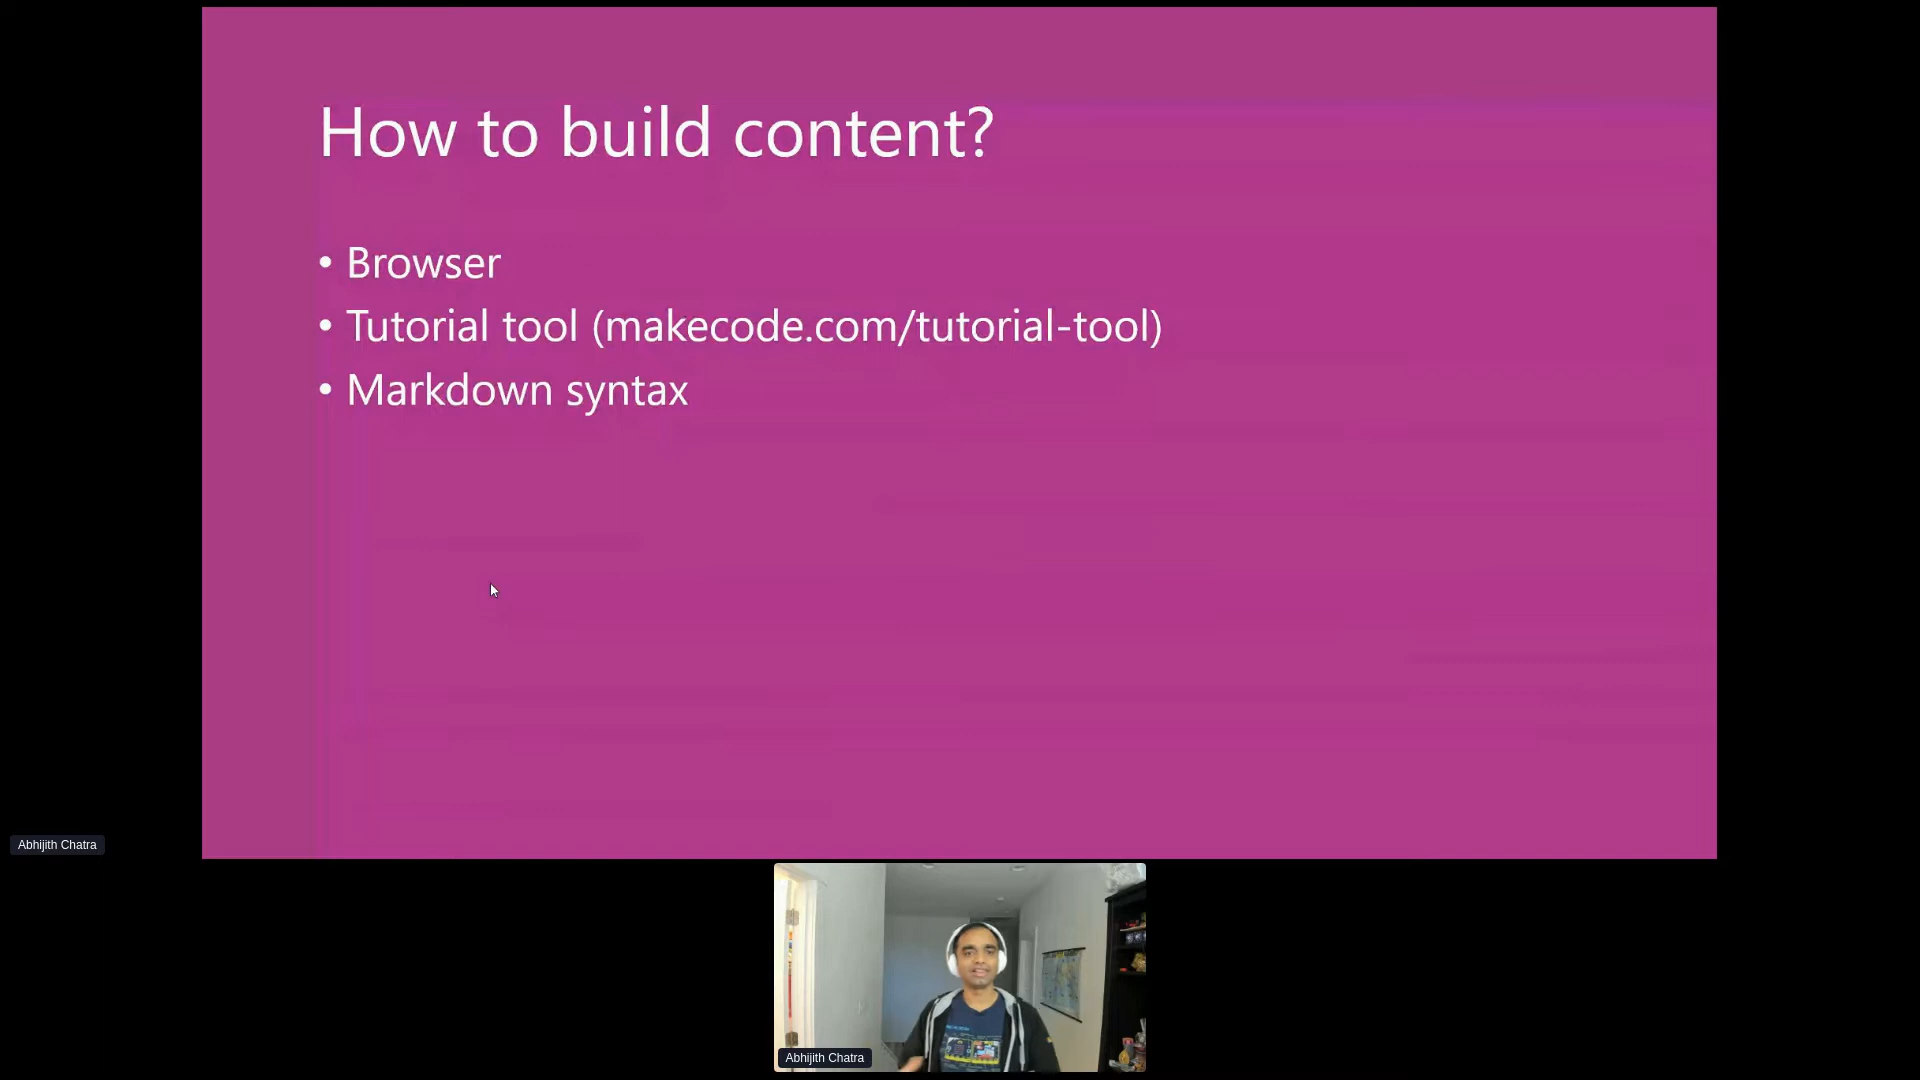 How to build content?
• Browser
• Tutorial tool (makecode.com/tutorial-tool)
• Markdown syntax
Abhijith Chatra
Abhijith Chatra